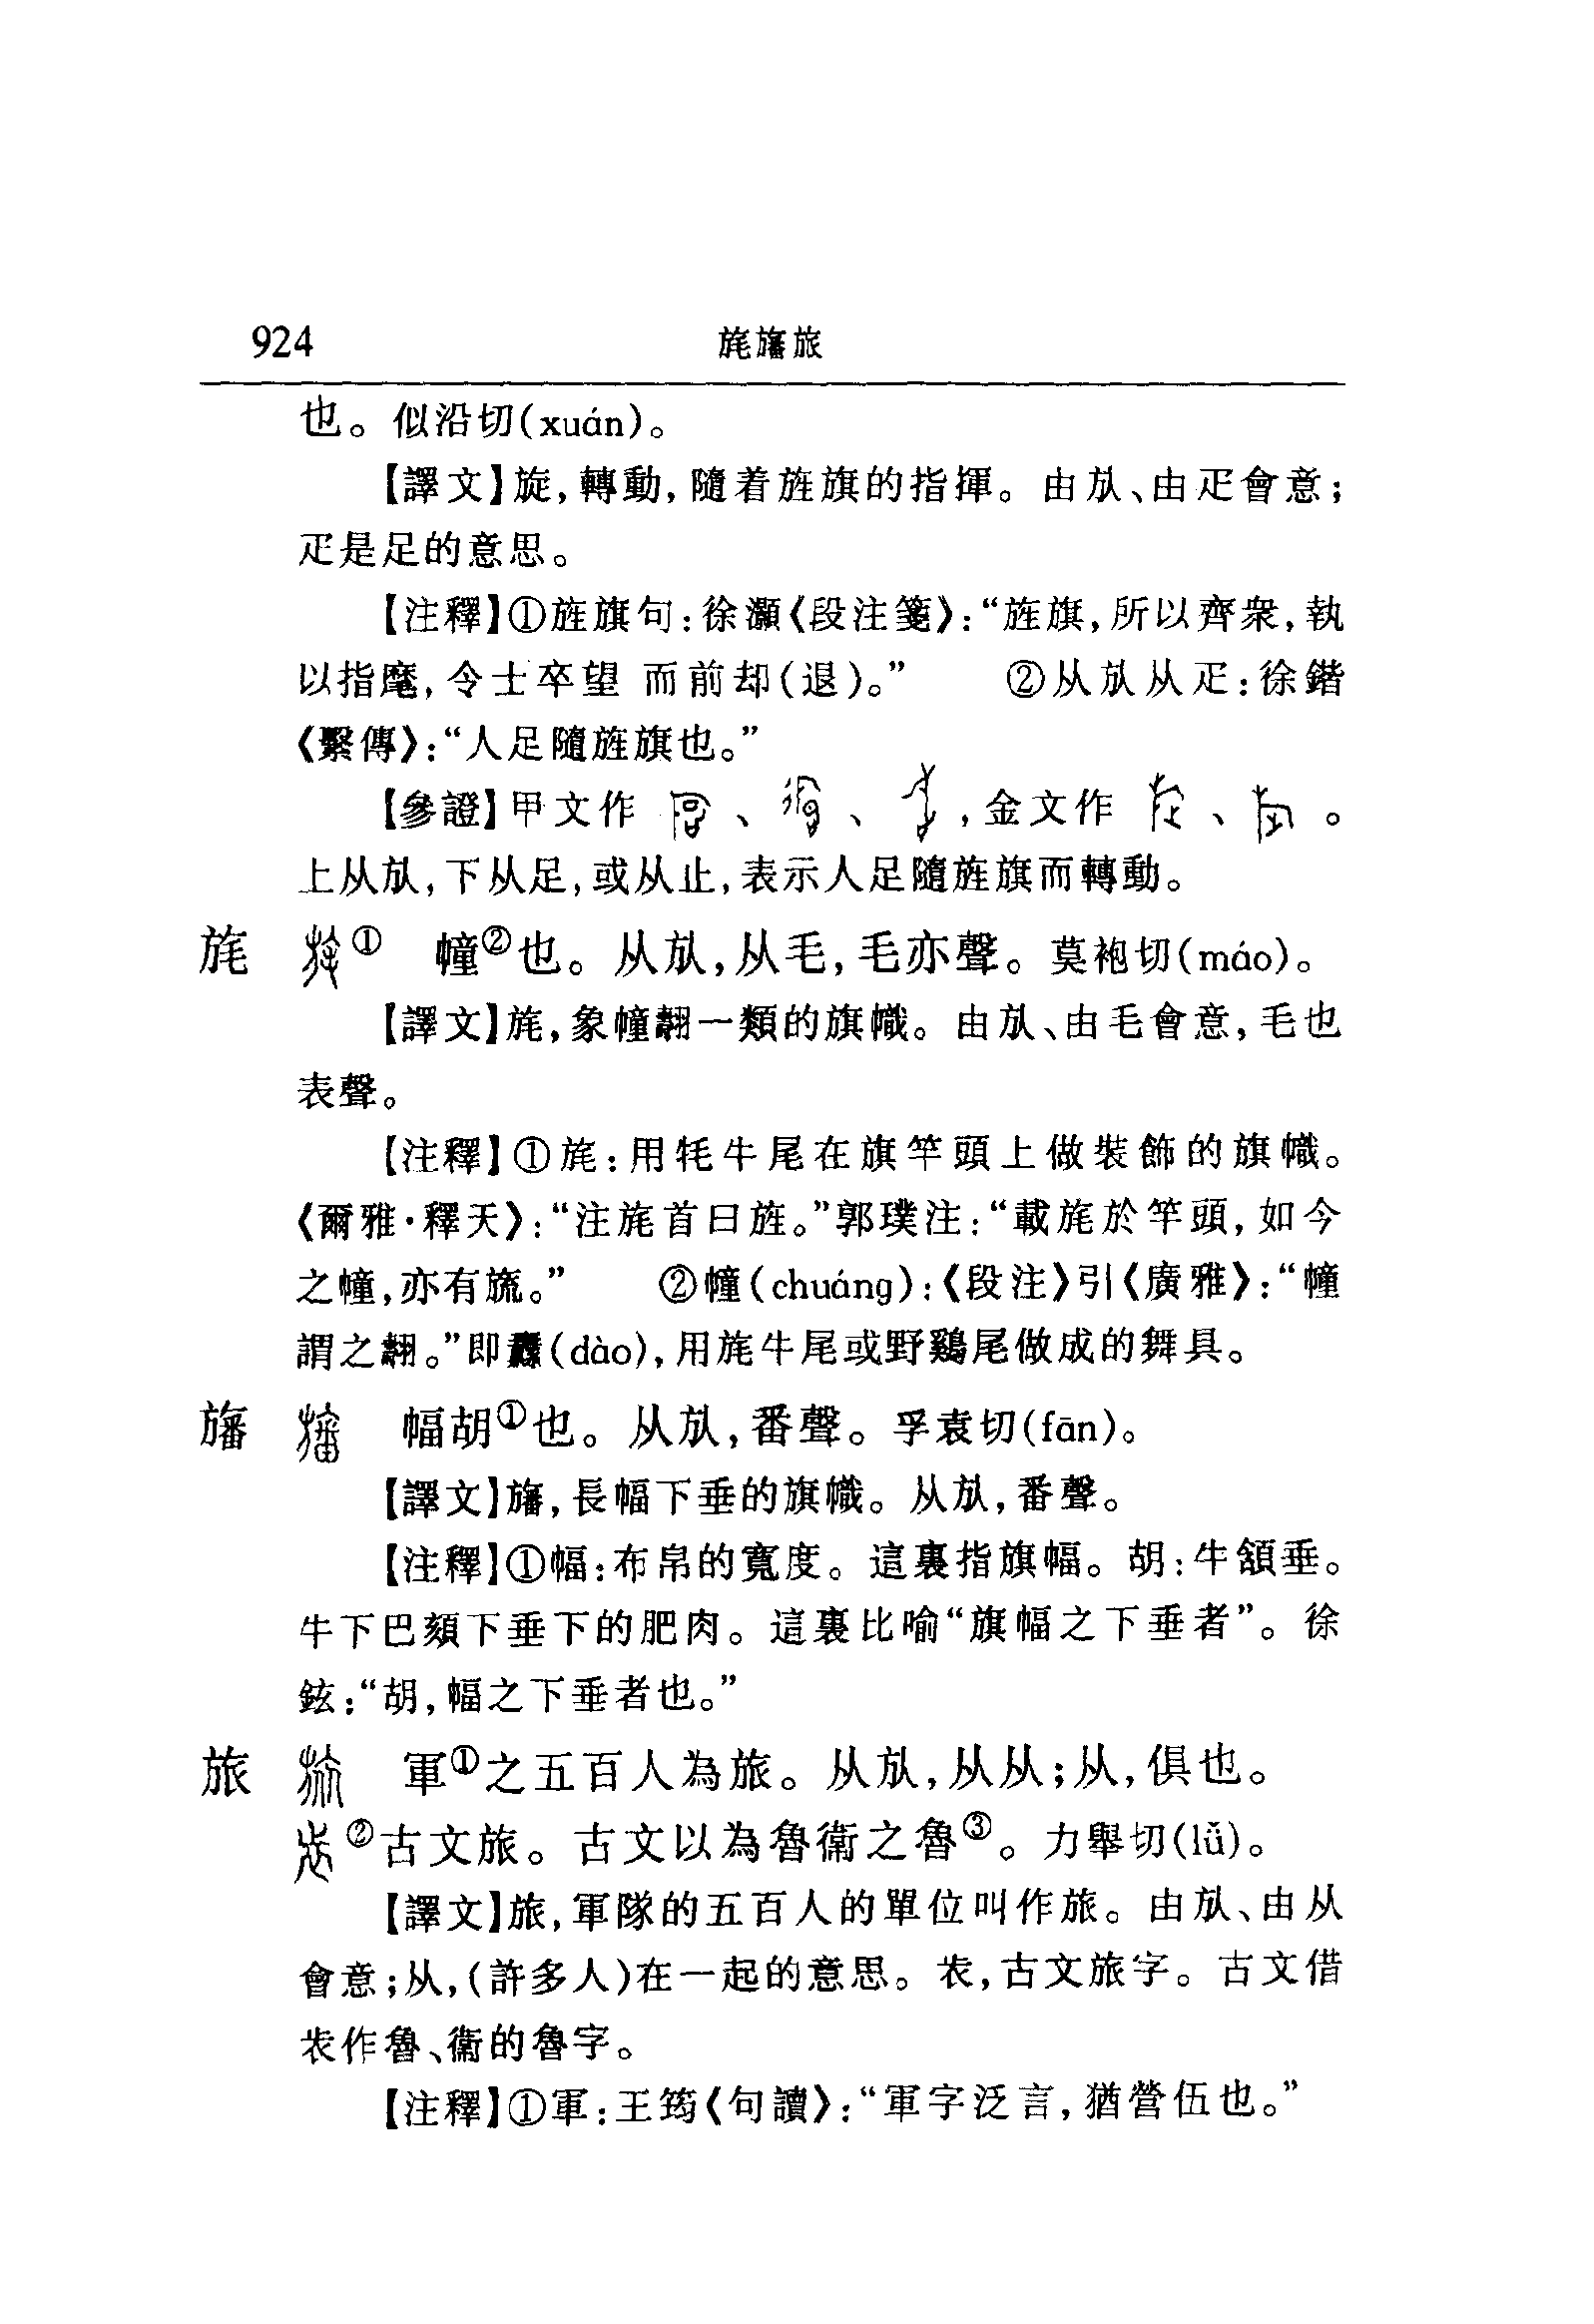 924 旄旛旅
也。似沿切(xuán)。
【譯文】旋,轉動,隨着旌旗的指揮。由㫃、由疋會意;
疋是足的意思。
【注釋】①旌旗句:徐灝《段注箋》:“旌旗,所以齊衆,執
以指麾,令士卒望而前却(退)。” ②从㫃从疋:徐鍇
《繫傳》:“人足隨旌旗也。”
【參證】甲文作 、 、 ,金文作 、 。
上从㫃,下从足,或从止,表示人足隨旌旗而轉動。
旄 ① 幢②也。从㫃,从毛,毛亦聲。莫袍切(máo)。
【譯文】旄,象幢翿一類的旗幟。由㫃、由毛會意,毛也
表聲。
【注釋】①旄:用牦牛尾在旗竿頭上做裝飾的旗幟。
《爾雅·釋天》:“注旄首曰旌。”郭璞注:“載旄於竿頭,如今
之幢,亦有旒。” ②幢(chuáng):《段注》引《廣雅》:“幢
謂之翿。”即纛(dào),用旄牛尾或野鷄尾做成的舞具。
旛 幅胡①也。从㫃,番聲。孚袁切(fān)。
【譯文】旛,長幅下垂的旗幟。从㫃,番聲。
【注釋】①幅:布帛的寬度。這裏指旗幅。胡:牛頷垂。
牛下巴頦下垂下的肥肉。這裏比喻“旗幅之下垂者”。徐
鉉:“胡,幅之下垂者也。”
旅 軍①之五百人為旅。从㫃,从从;从,俱也。
②古文旅。古文以為魯衞之魯③。力舉切(lǚ)。
【譯文】旅,軍隊的五百人的單位叫作旅。由㫃、由从
會意;从,(許多人)在一起的意思。㫑,古文旅字。古文借
㫑作魯、衞的魯字。
【注釋】①軍:王筠《句讀》:“軍字泛言,猶營伍也。”